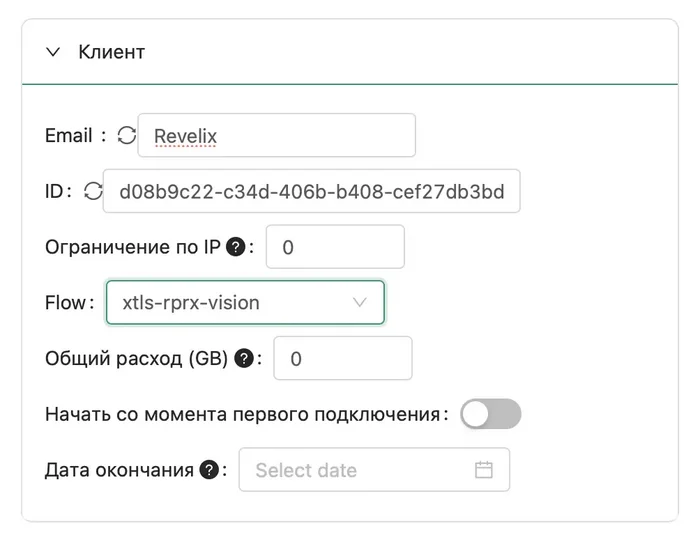 Клиент
Email : Revelix
ID: d08b9c22-c34d-406b-b408-cef27db3bd
Ограничение по IP ? : 0
Flow: xtls-rprx-vision
Общий расход (GB) ? : 0
Начать со момента первого подключения:
Дата окончания ? : Select date